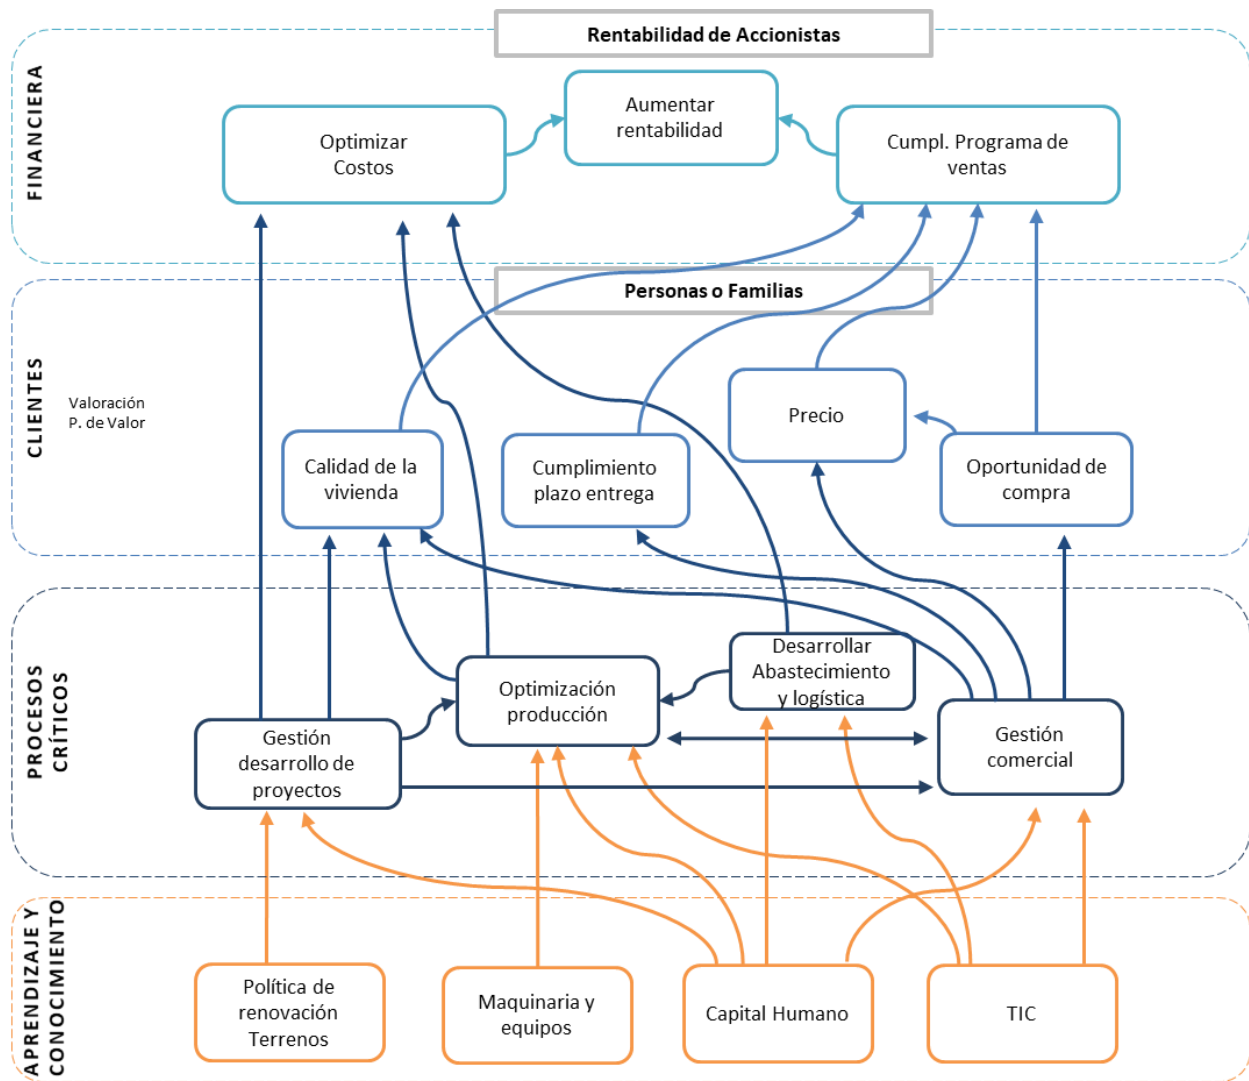 Rentabilidad de Accionistas
FINANCIERA
Aumentar
rentabilidad
Optimizar
Costos
Cumpl. Programa de
ventas
Personas o Familias
CLIENTES
Valoración
P. de Valor
Precio
Calidad de la
vivienda
Cumplimiento
plazo entrega
Oportunidad de
compra
PROCESOS
CRÍTICOS
Desarrollar
Abastecimiento
y logística
Optimización
producción
Gestión
desarrollo de
proyectos
Gestión
comercial
APRENDIZAJE Y
CONOCIMIENTO
Política de
renovación
Terrenos
Maquinaria y
equipos
Capital Humano
TIC